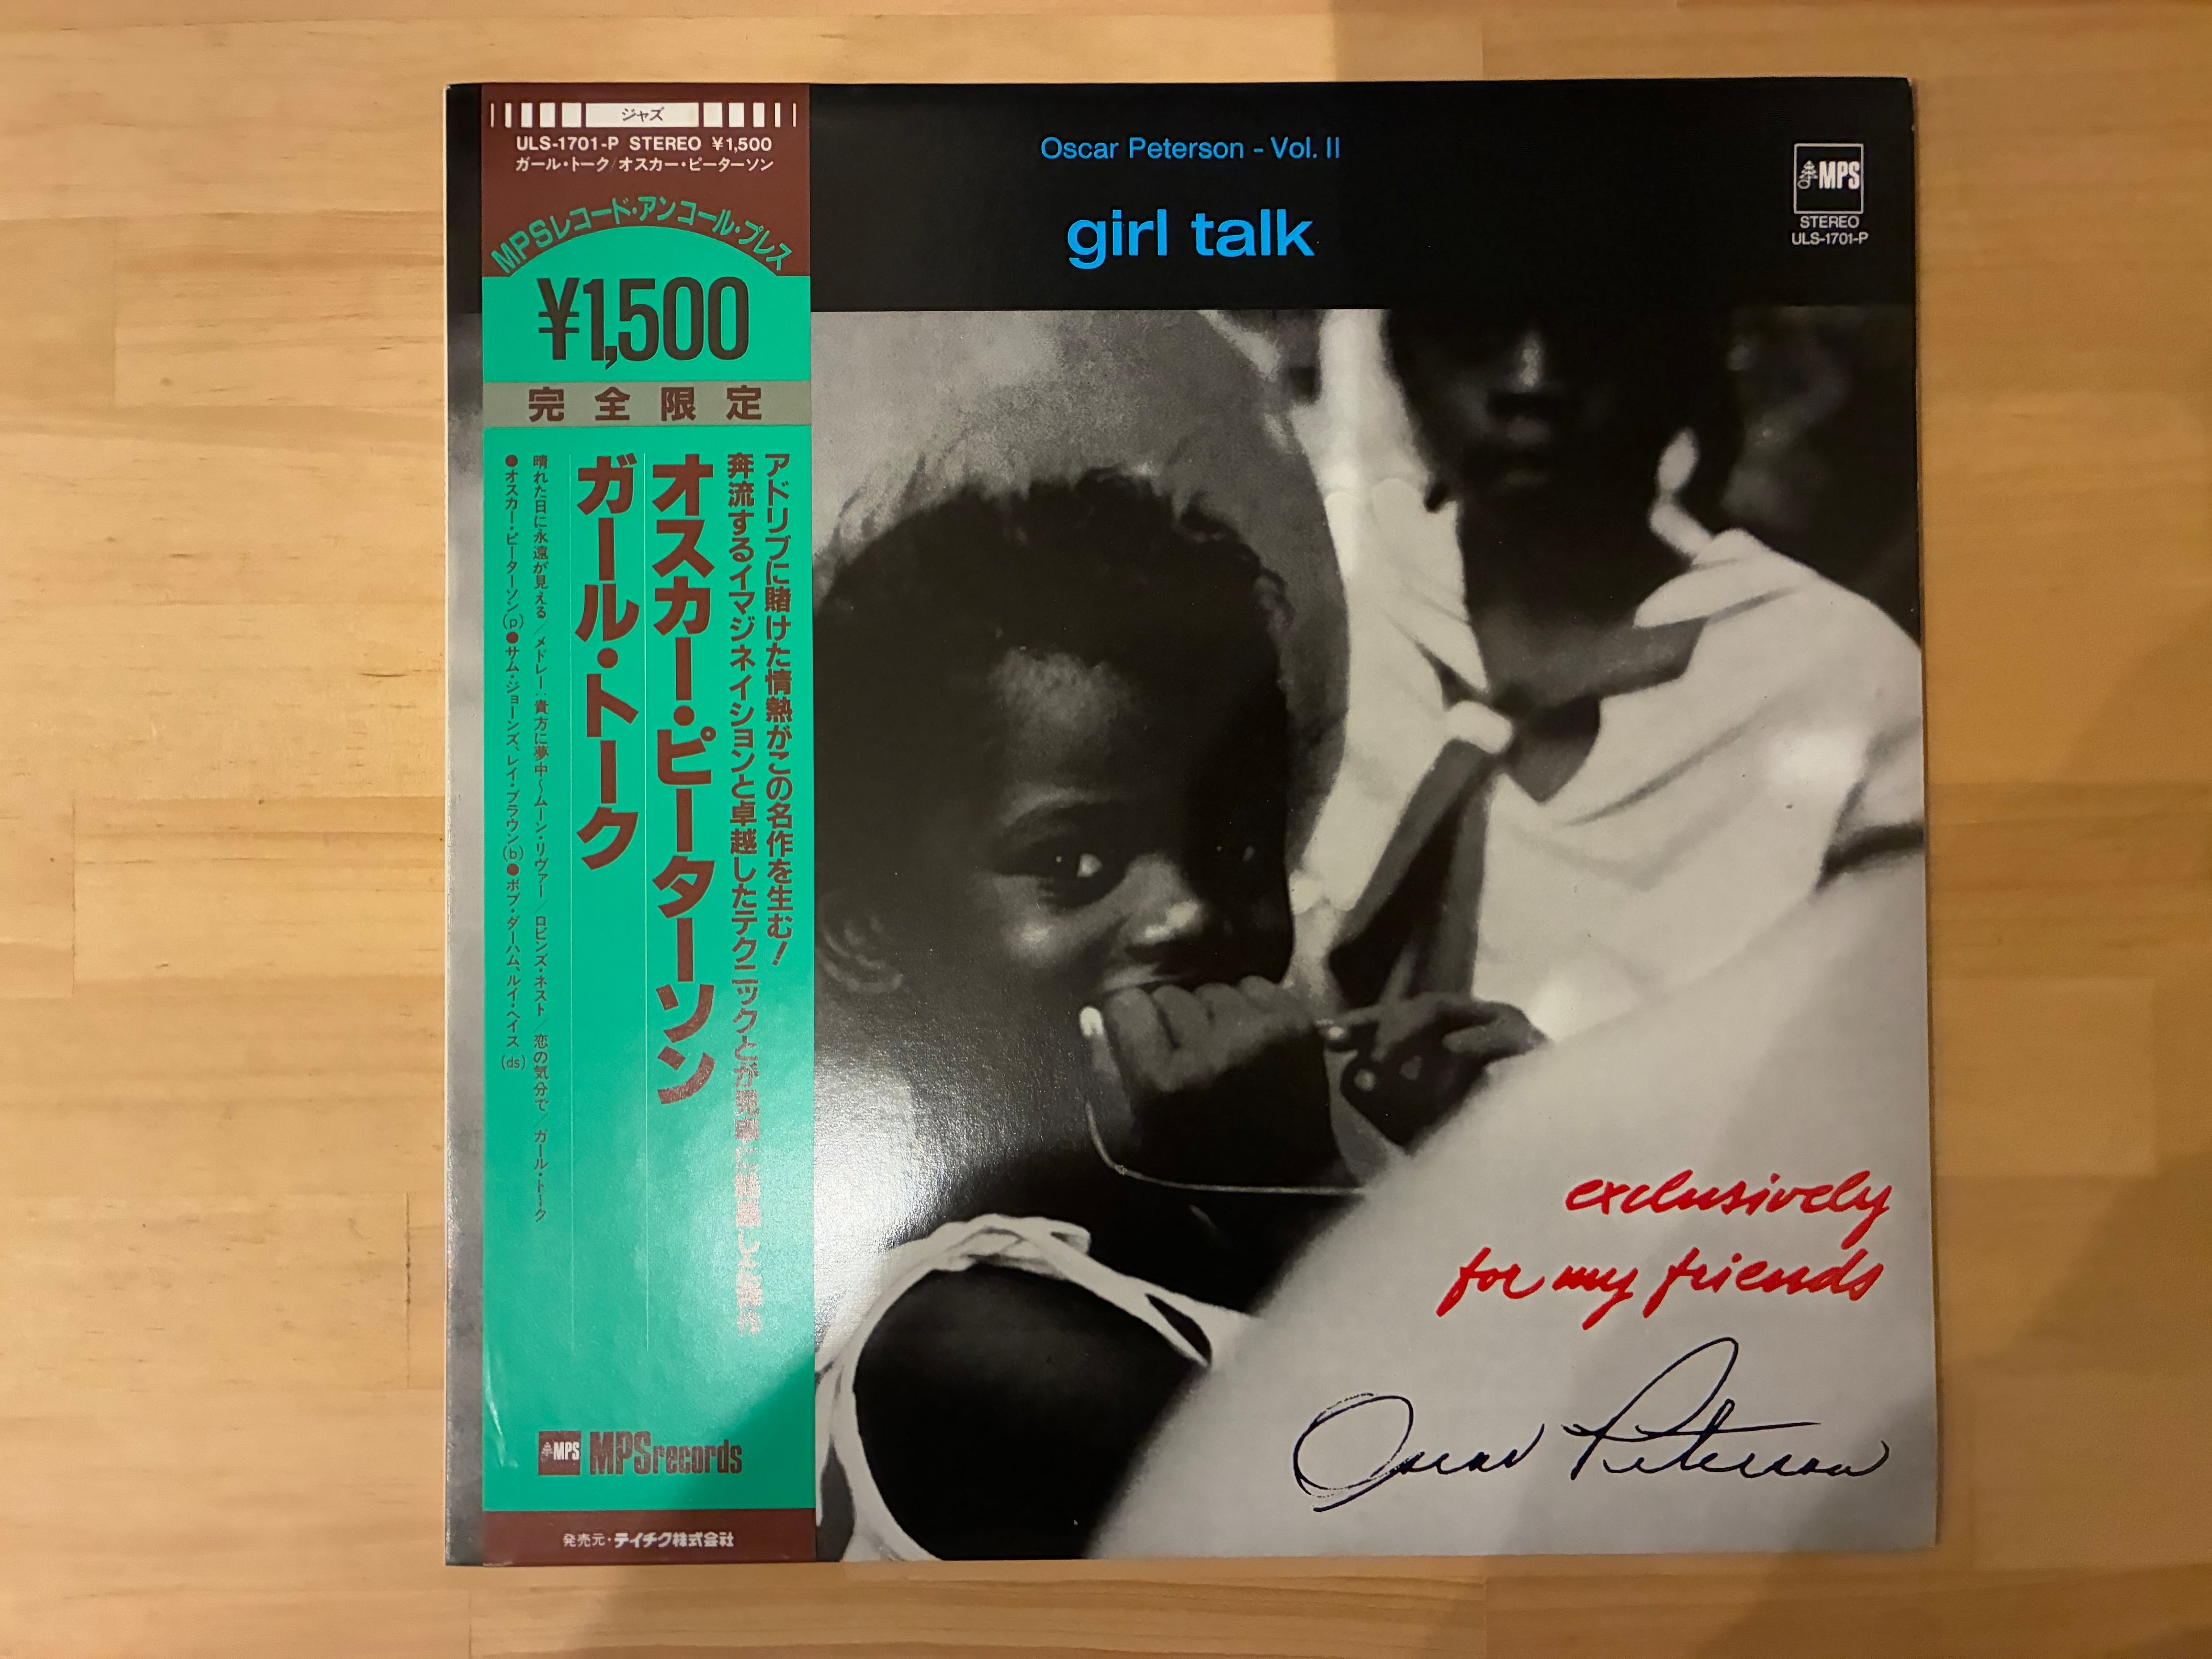 ジャズ
ULS-1701-P STEREO ¥1,500
ガール・トーク/オスカー・ピーターソン
MPSレコード・アンコール・プレス
¥1,500
完全限定
アドリブに賭けた情熱がこの名作を生む！
奔流するイマジネイションと卓越したテクニックとが見事に
オスカー・ピーターソン
ガール・トーク
晴れた日に永遠が見える/メドレー:貴方に夢中～ムーン・リヴァー/ロビンズ・ネスト/恋の気分で/ガール・トーク
●オスカー・ピーターソン(p)●サム・ジョーンズ、レイ・ブラウン(b)●ボブ・ダーハム、ルイ・ヘイス(ds)
MPS MPSrecords
発売元・テイチク株式会社
Oscar Peterson - Vol. II
girl talk
MPS
STEREO
ULS-1701-P
exclusively
for my friends
Oscar Peterson